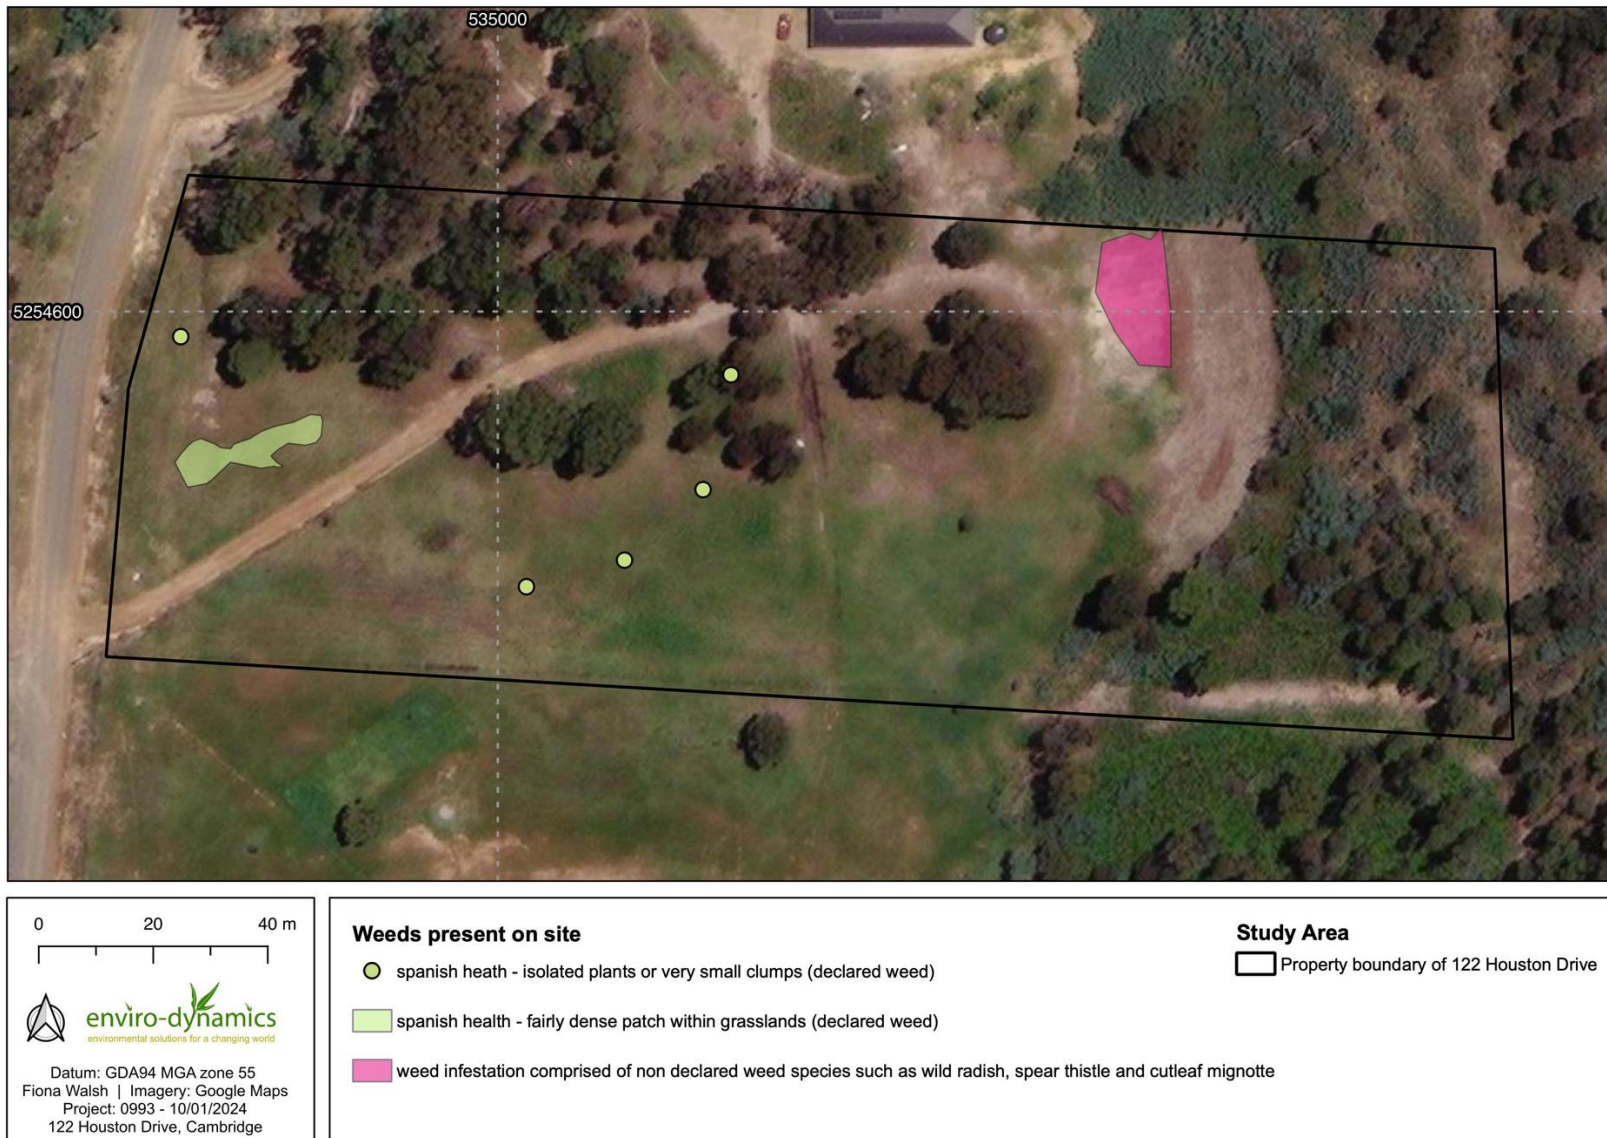 535000
5254600
0 20 40 m
enviro-dynamics
environmental solutions for a changing world
Datum: GDA94 MGA zone 55
Fiona Walsh | Imagery: Google Maps
Project: 0993 - 10/01/2024
122 Houston Drive, Cambridge
Weeds present on site
spanish heath - isolated plants or very small clumps (declared weed)
spanish health - fairly dense patch within grasslands (declared weed)
weed infestation comprised of non declared weed species such as wild radish, spear thistle and cutleaf mignotte
Study Area
Property boundary of 122 Houston Drive